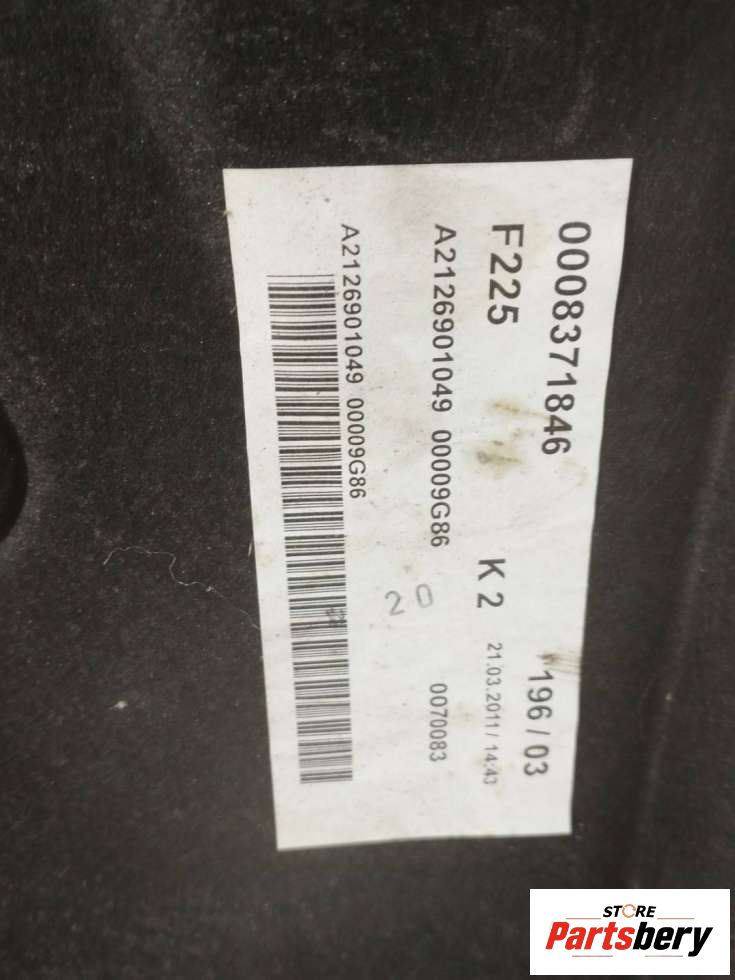 0008371846 196/03
F225 K 2 21.03.2011/14:43
A2126901049 00009G86 0070083
20
A2126901049 00009G86
STORE
Partsbery